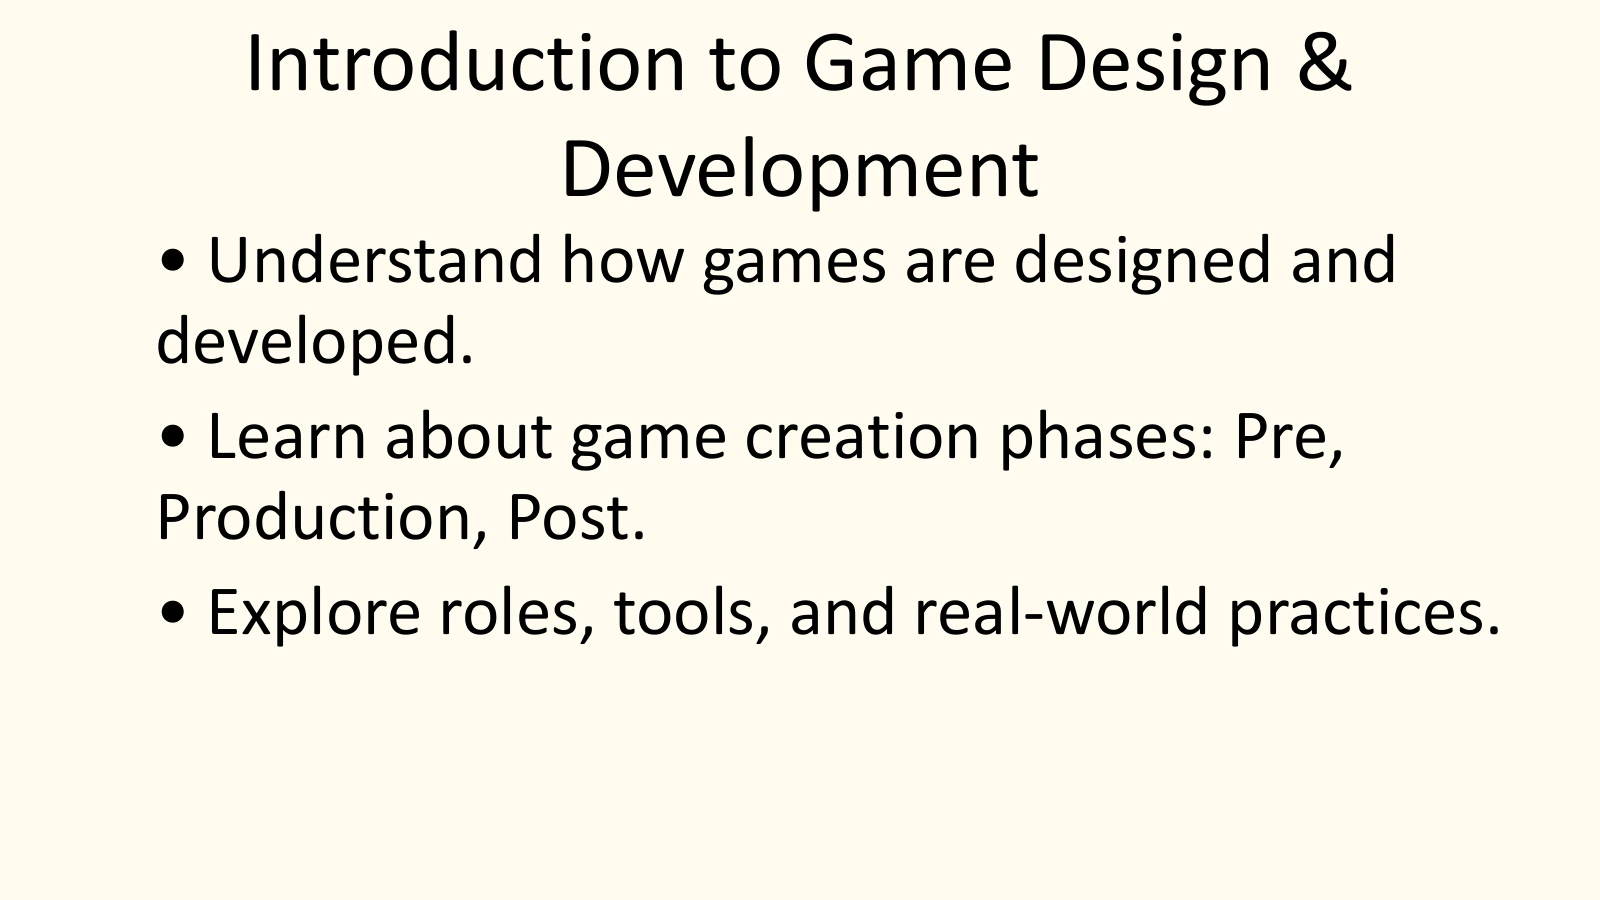 Introduction to Game Design &
Development
• Understand how games are designed and
developed.
• Learn about game creation phases: Pre,
Production, Post.
• Explore roles, tools, and real-world practices.